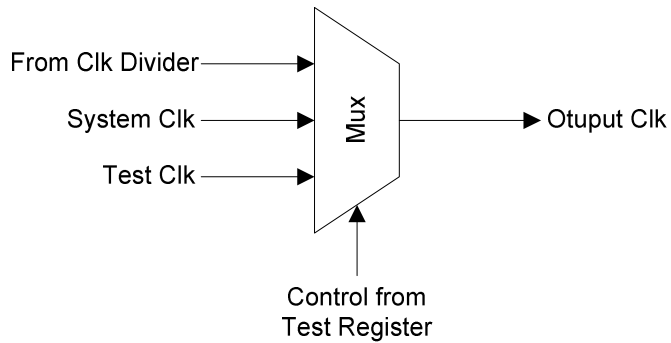 From Clk Divider
System Clk
Test Clk
Mux
Otuput Clk
Control from
Test Register